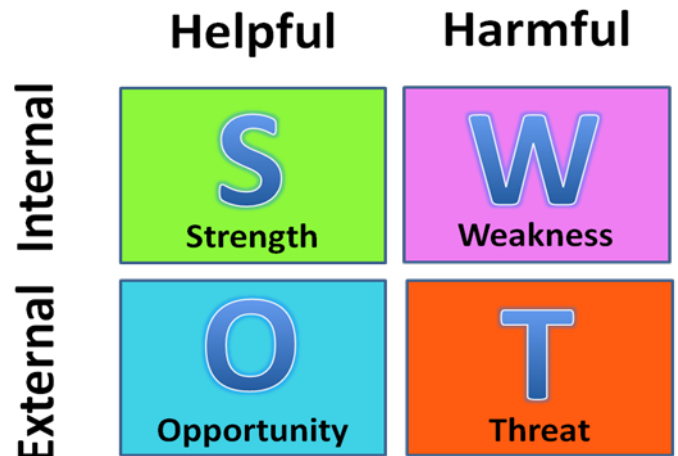 Helpful
Harmful
Internal
S
Strength
W
Weakness
External
O
Opportunity
T
Threat